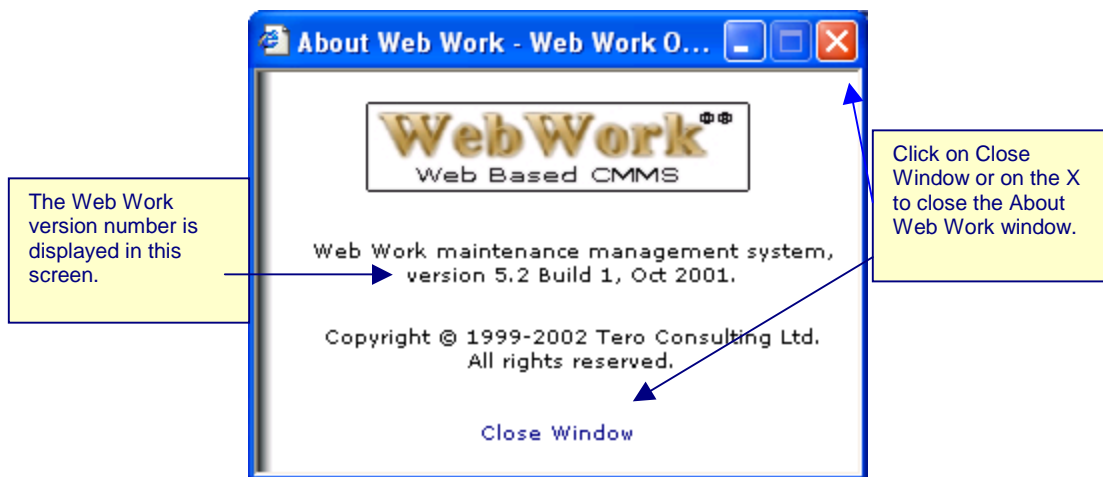 About Web Work - Web Work O...
WebWork
Web Based CMMS
The Web Work
version number is
displayed in this
screen.
Click on Close
Window or on the X
to close the About
Web Work window.
Web Work maintenance management system,
version 5.2 Build 1, Oct 2001.
Copyright © 1999-2002 Tero Consulting Ltd.
All rights reserved.
Close Window